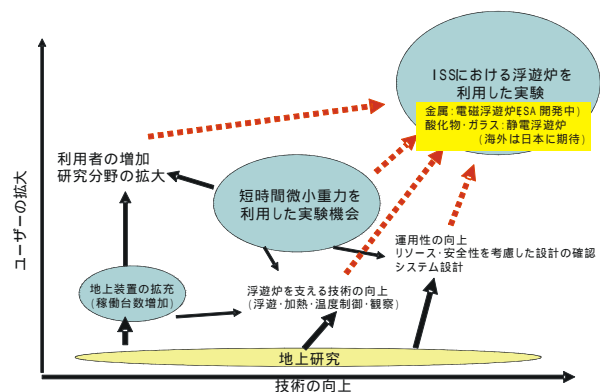 ISSにおける浮遊炉を
利用した実験
金属:電磁浮遊炉ESA 開発中)
酸化物・ガラス:静電浮遊炉
(海外は日本に期待)
利用者の増加
研究分野の拡大
短時間微小重力を
利用した実験機会
運用性の向上
リソース・安全性を考慮した設計の確認
システム設計
地上装置の拡充
(稼働台数増加)
浮遊炉を支える技術の向上
(浮遊・加熱・温度制御・観察)
地上研究
ユーザーの拡大
技術の向上